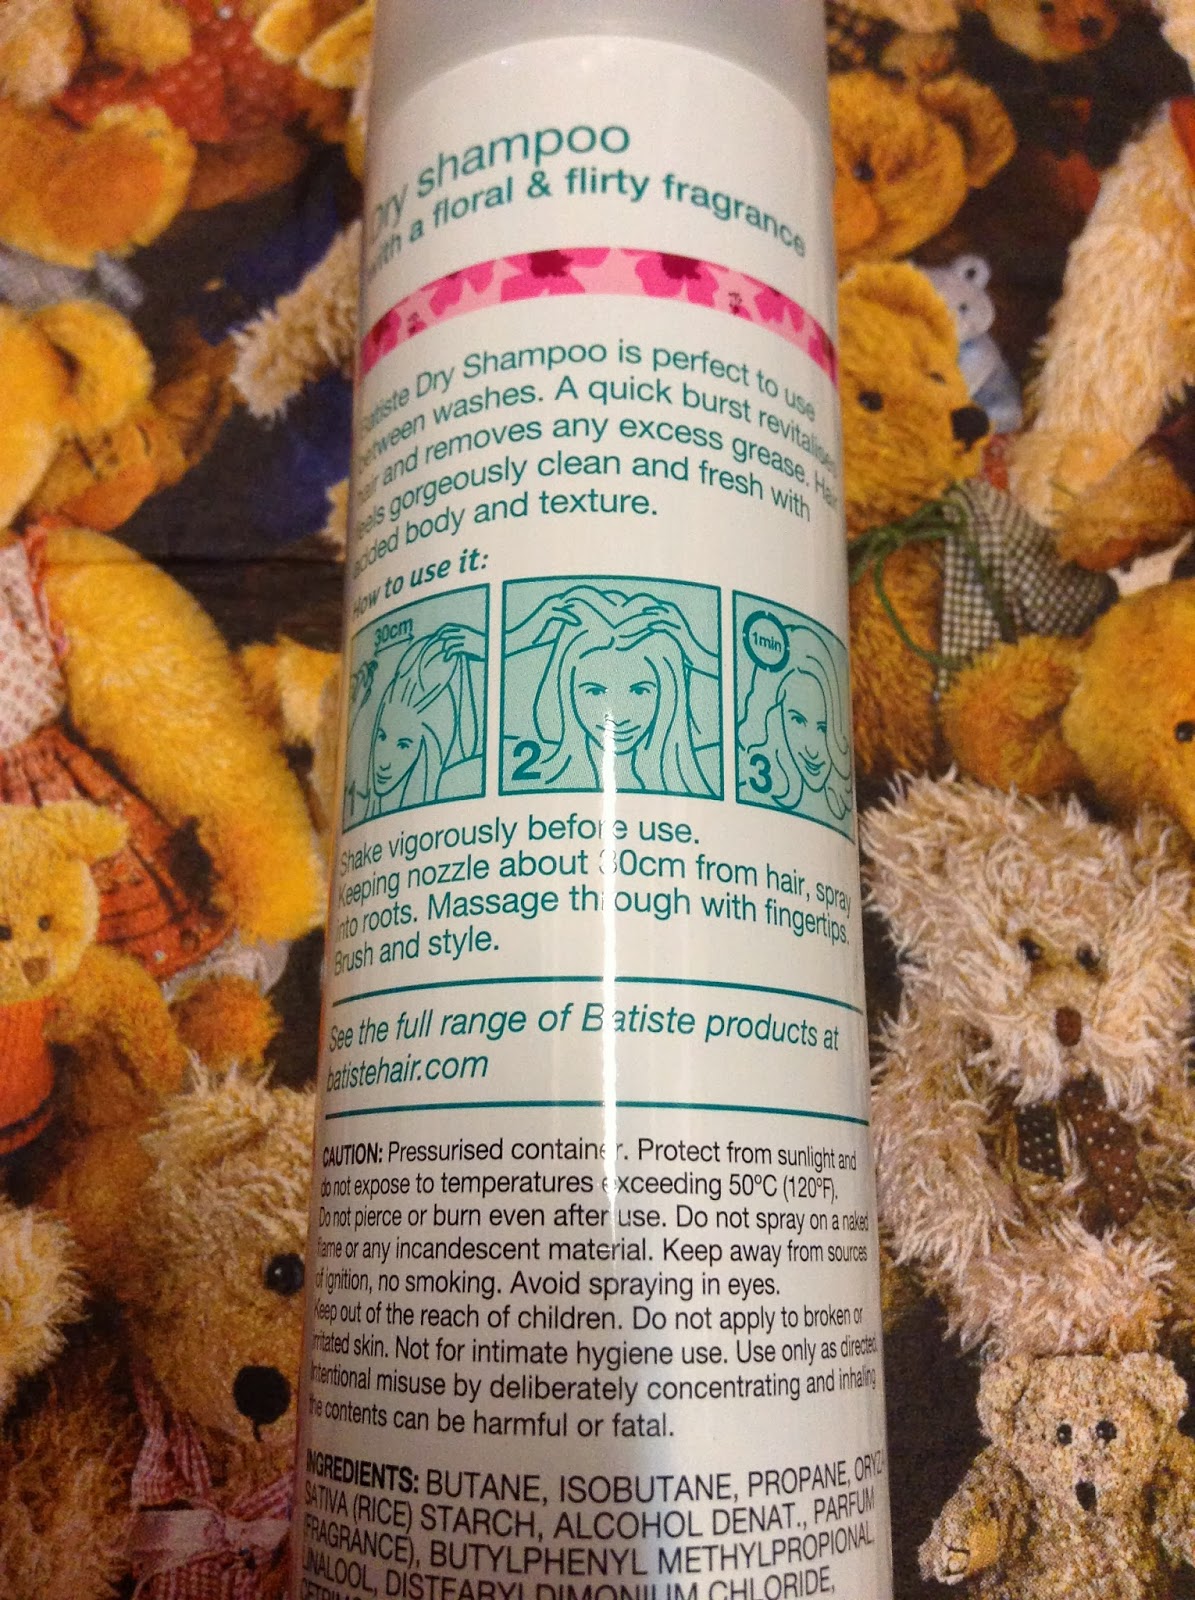 Dry shampoo
with a floral & flirty fragrance
Batiste Dry Shampoo is perfect to use
between washes. A quick burst revitalises
hair and removes any excess grease. Hair
feels gorgeously clean and fresh with
added body and texture.
How to use it:
30cm
1min
1
2
3
Shake vigorously before use.
Keeping nozzle about 30cm from hair, spray
into roots. Massage through with fingertips.
Brush and style.
See the full range of Batiste products at
batistehair.com
CAUTION: Pressurised container. Protect from sunlight and
do not expose to temperatures exceeding 50°C (120°F).
Do not pierce or burn even after use. Do not spray on a naked
flame or any incandescent material. Keep away from sources
of ignition, no smoking. Avoid spraying in eyes.
Keep out of the reach of children. Do not apply to broken or
irritated skin. Not for intimate hygiene use. Use only as directed.
Intentional misuse by deliberately concentrating and inhaling
the contents can be harmful or fatal.
INGREDIENTS: BUTANE, ISOBUTANE, PROPANE, ORYZA
SATIVA (RICE) STARCH, ALCOHOL DENAT., PARFUM
(FRAGRANCE), BUTYLPHENYL METHYLPROPIONAL,
LINALOOL, DISTEARYLDIMONIUM CHLORIDE,